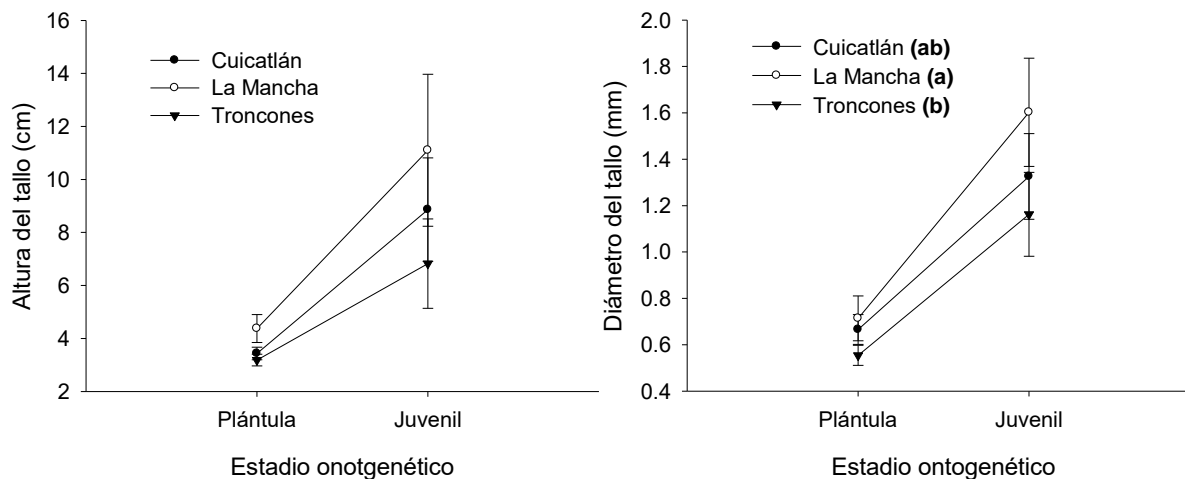 Altura del tallo (cm)
16
14
12
10
8
6
4
2
Cuicatlán
La Mancha
Troncones
Plántula
Juvenil
Estadio onotgenético
Diámetro del tallo (mm)
2.0
1.8
1.6
1.4
1.2
1.0
0.8
0.6
0.4
Cuicatlán (ab)
La Mancha (a)
Troncones (b)
Plántula
Juvenil
Estadio ontogenético